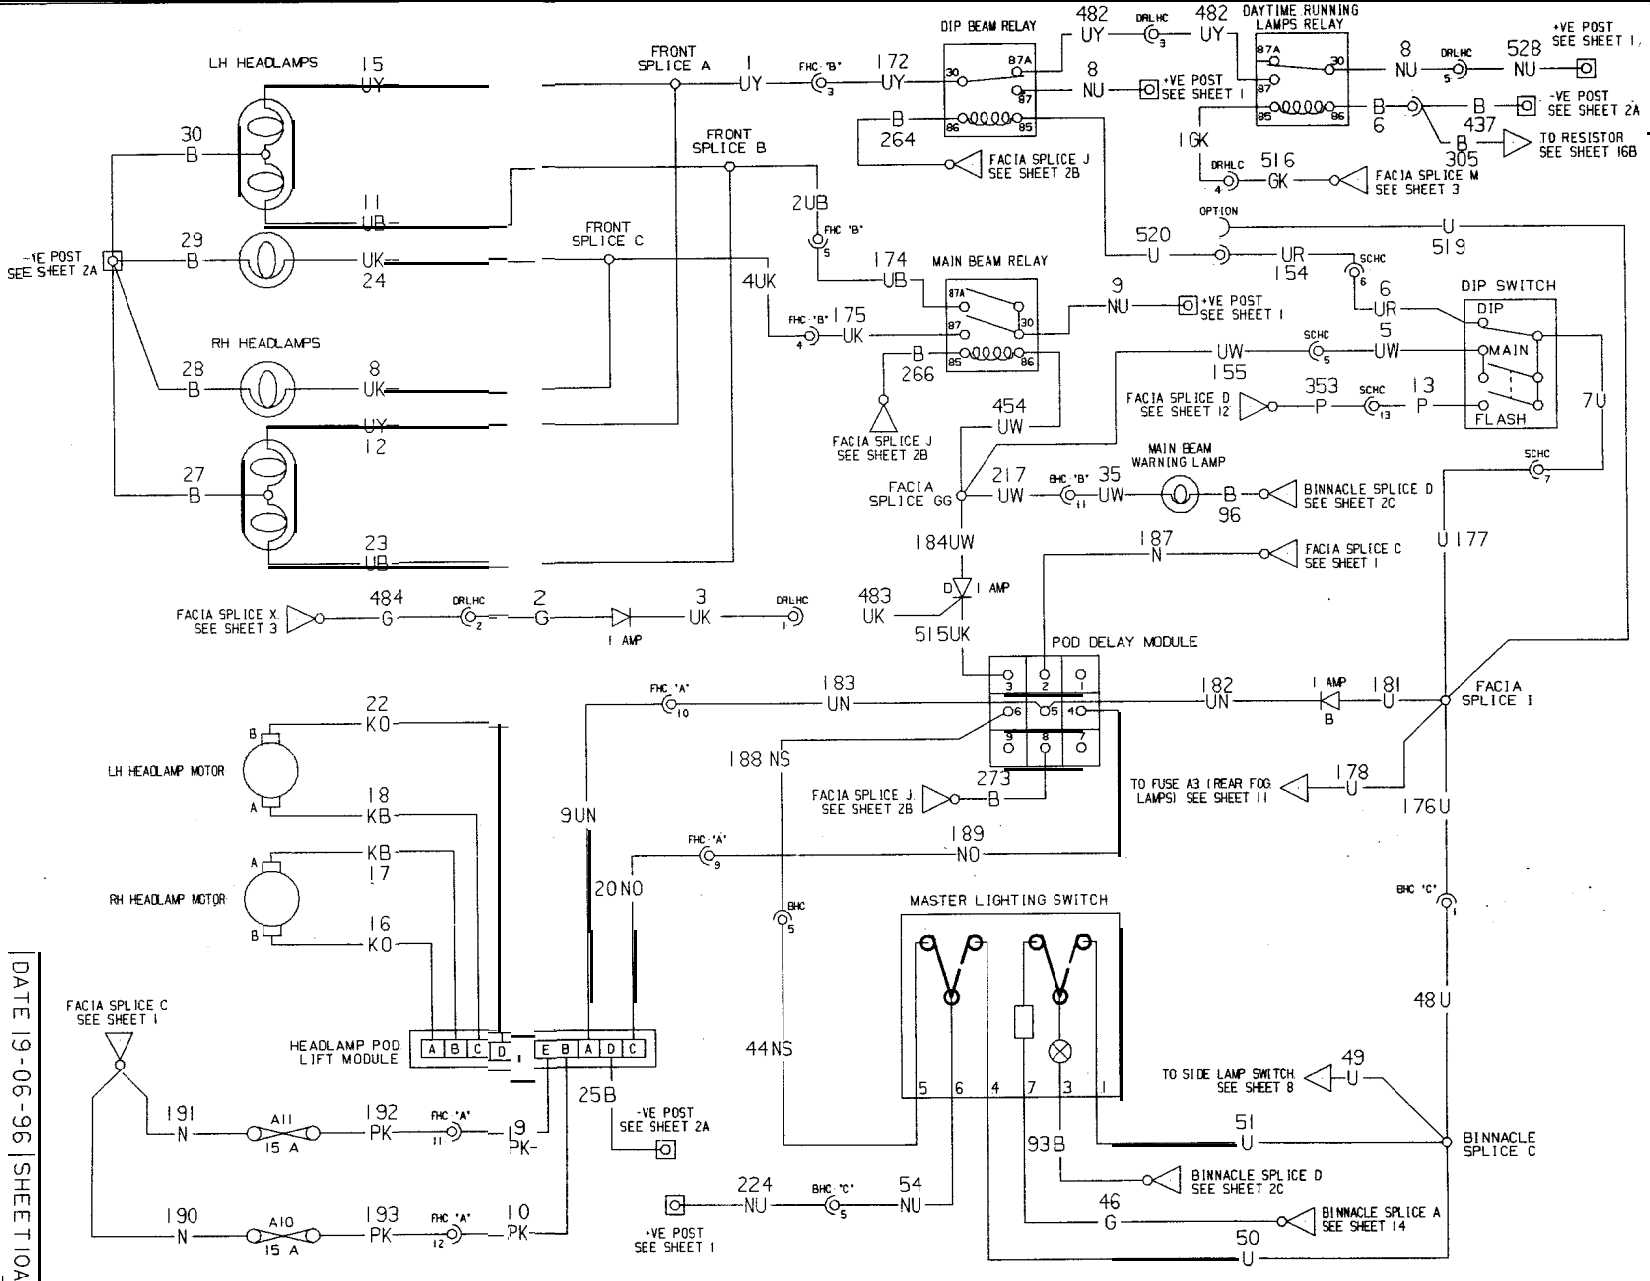 LH HEADLAMPS
15
UY
30
B
11
UB
29
B
UK
24
-VE POST
SEE SHEET 2A
RH HEADLAMPS
28
B
8
UK
UY
12
27
B
23
UB
FRONT
SPLICE A
1
UY
FHC "B"
3
172
UY
FRONT
SPLICE B
2UB
FHC "B"
5
FRONT
SPLICE C
4UK
174
UB
FHC "B"
4
175
UK
DIP BEAM RELAY
30
87A
87
86
85
B
264
FACIA SPLICE J
SEE SHEET 2B
482
UY
DRLHC
3
482
UY
8
NU
+VE POST
SEE SHEET 1
DAYTIME RUNNING
LAMPS RELAY
87A
30
87
85
86
8
NU
DRLHC
5
528
NU
+VE POST
SEE SHEET 1,
B
6
B
437
-VE POST
SEE SHEET 2A
B
305
TO RESISTOR
SEE SHEET 16B
1GK
DRHLC
4
516
GK
FACIA SPLICE M
SEE SHEET 3
OPTION
U
519
520
U
UR
154
SCHC
6
6
UR
DIP SWITCH
DIP
MAIN
FLASH
MAIN BEAM RELAY
87A
87
30
85
86
9
NU
+VE POST
SEE SHEET 1
B
266
FACIA SPLICE J
SEE SHEET 2B
454
UW
UW
155
SCHC
5
5
UW
FACIA SPLICE D
SEE SHEET 12
353
P
SCHC
13
13
P
7U
SCHC
7
MAIN BEAM
WARNING LAMP
FACIA
SPLICE GG
217
UW
BHC "B"
11
35
UW
B
96
BINNACLE SPLICE D
SEE SHEET 2C
184UW
187
N
FACIA SPLICE C
SEE SHEET 1
U 177
D
1 AMP
483
UK
515UK
FACIA SPLICE X
SEE SHEET 3
484
G
DRLHC
2
2
G
1 AMP
3
UK
DRLHC
1
POD DELAY MODULE
3
2
1
6
5
4
9
8
7
FHC "A"
10
183
UN
182
UN
1 AMP
B
181
U
FACIA
SPLICE I
188 NS
FACIA SPLICE J
SEE SHEET 2B
273
B
TO FUSE A3 (REAR FOG
LAMPS) SEE SHEET 11
178
U
176U
22
KO
B
LH HEADLAMP MOTOR
A
18
KB
A
KB
17
RH HEADLAMP MOTOR
B
16
KO
9UN
FHC "A"
9
189
NO
20NO
BHC
5
MASTER LIGHTING SWITCH
5
6
4
7
3
1
BHC "C"
1
48U
FACIA SPLICE C
SEE SHEET 1
HEADLAMP POD
LIFT MODULE
A
B
C
D
E
B
A
D
C
44NS
25B
-VE POST
SEE SHEET 2A
191
N
A11
15 A
192
PK
FHC "A"
11
9
PK
190
N
A10
15 A
193
PK
FHC "A"
12
10
PK
+VE POST
SEE SHEET 1
224
NU
BHC "C"
5
54
NU
TO SIDE LAMP SWITCH
SEE SHEET 8
49
U
51
U
93B
BINNACLE
SPLICE C
BINNACLE SPLICE D
SEE SHEET 2C
46
G
BINNACLE SPLICE A
SEE SHEET 14
50
U
DATE 19-06-96 SHEET 10A